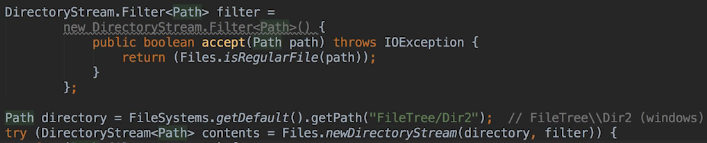 DirectoryStream.Filter<Path> filter =
        new DirectoryStream.Filter<Path>() {
            public boolean accept(Path path) throws IOException {
                return (Files.isRegularFile(path));
            }
        };

Path directory = FileSystems.getDefault().getPath("FileTree/Dir2");  // FileTree\\Dir2 (windows)
try (DirectoryStream<Path> contents = Files.newDirectoryStream(directory, filter)) {